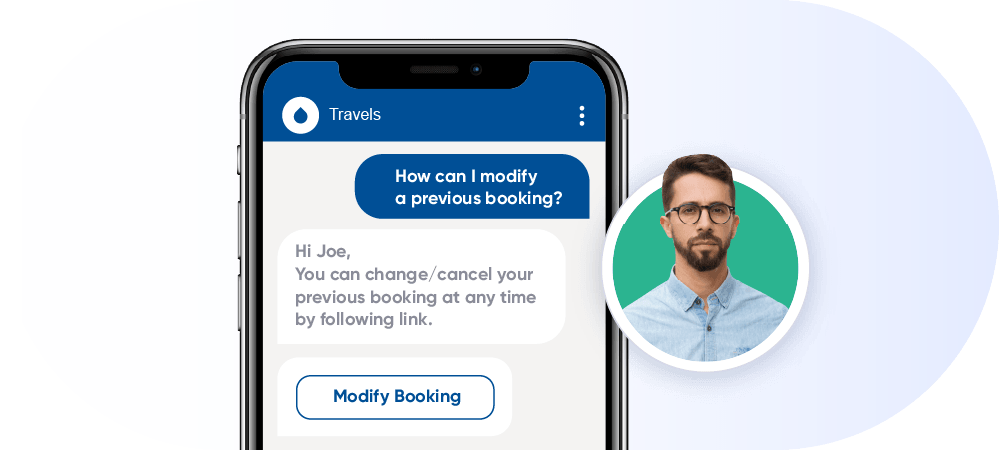 Travels
How can I modify
a previous booking?
Hi Joe,
You can change/cancel your
previous booking at any time
by following link.
Modify Booking